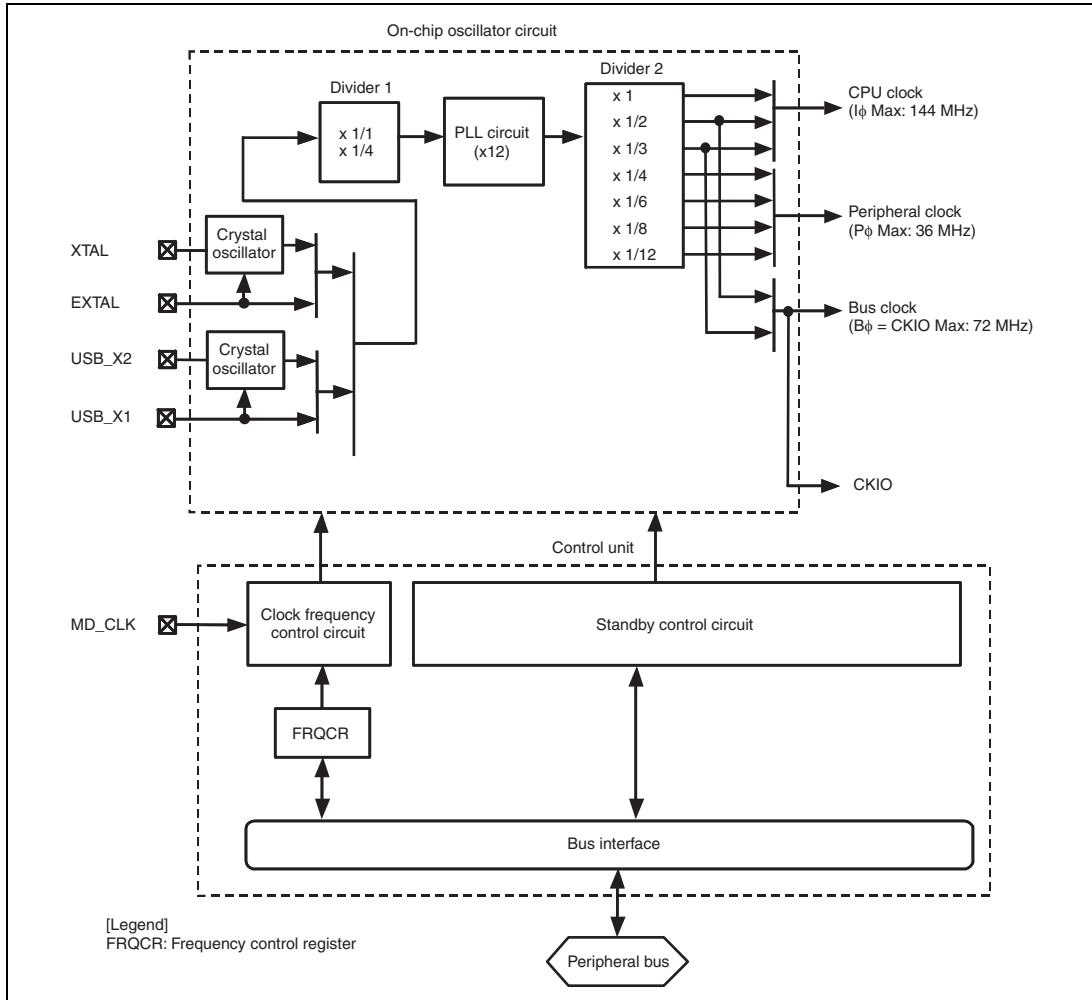 On-chip oscillator circuit
Divider 1
x 1/1
x 1/4
PLL circuit
(x12)
Divider 2
x 1
x 1/2
x 1/3
x 1/4
x 1/6
x 1/8
x 1/12
CPU clock
(Iϕ Max: 144 MHz)
Peripheral clock
(Pϕ Max: 36 MHz)
Bus clock
(Bϕ = CKIO Max: 72 MHz)
CKIO
XTAL
Crystal
oscillator
EXTAL
USB_X2
Crystal
oscillator
USB_X1
Control unit
MD_CLK
Clock frequency
control circuit
Standby control circuit
FRQCR
Bus interface
[Legend]
FRQCR: Frequency control register
Peripheral bus